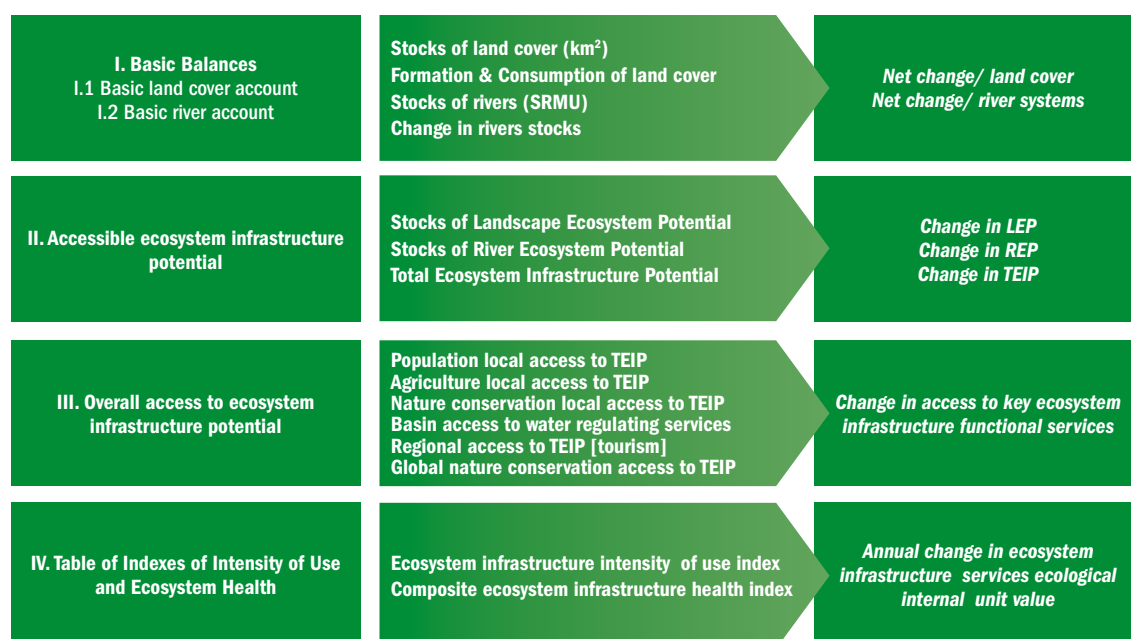 I. Basic Balances
I.1 Basic land cover account
I.2 Basic river account
Stocks of land cover (km²)
Formation & Consumption of land cover
Stocks of rivers (SRMU)
Change in rivers stocks
Net change/ land cover
Net change/ river systems
II. Accessible ecosystem infrastructure
potential
Stocks of Landscape Ecosystem Potential
Stocks of River Ecosystem Potential
Total Ecosystem Infrastructure Potential
Change in LEP
Change in REP
Change in TEIP
III. Overall access to ecosystem
infrastructure potential
Population local access to TEIP
Agriculture local access to TEIP
Nature conservation local access to TEIP
Basin access to water regulating services
Regional access to TEIP [tourism]
Global nature conservation access to TEIP
Change in access to key ecosystem
infrastructure functional services
IV. Table of Indexes of Intensity of Use
and Ecosystem Health
Ecosystem infrastructure intensity of use index
Composite ecosystem infrastructure health index
Annual change in ecosystem
infrastructure services ecological
internal unit value